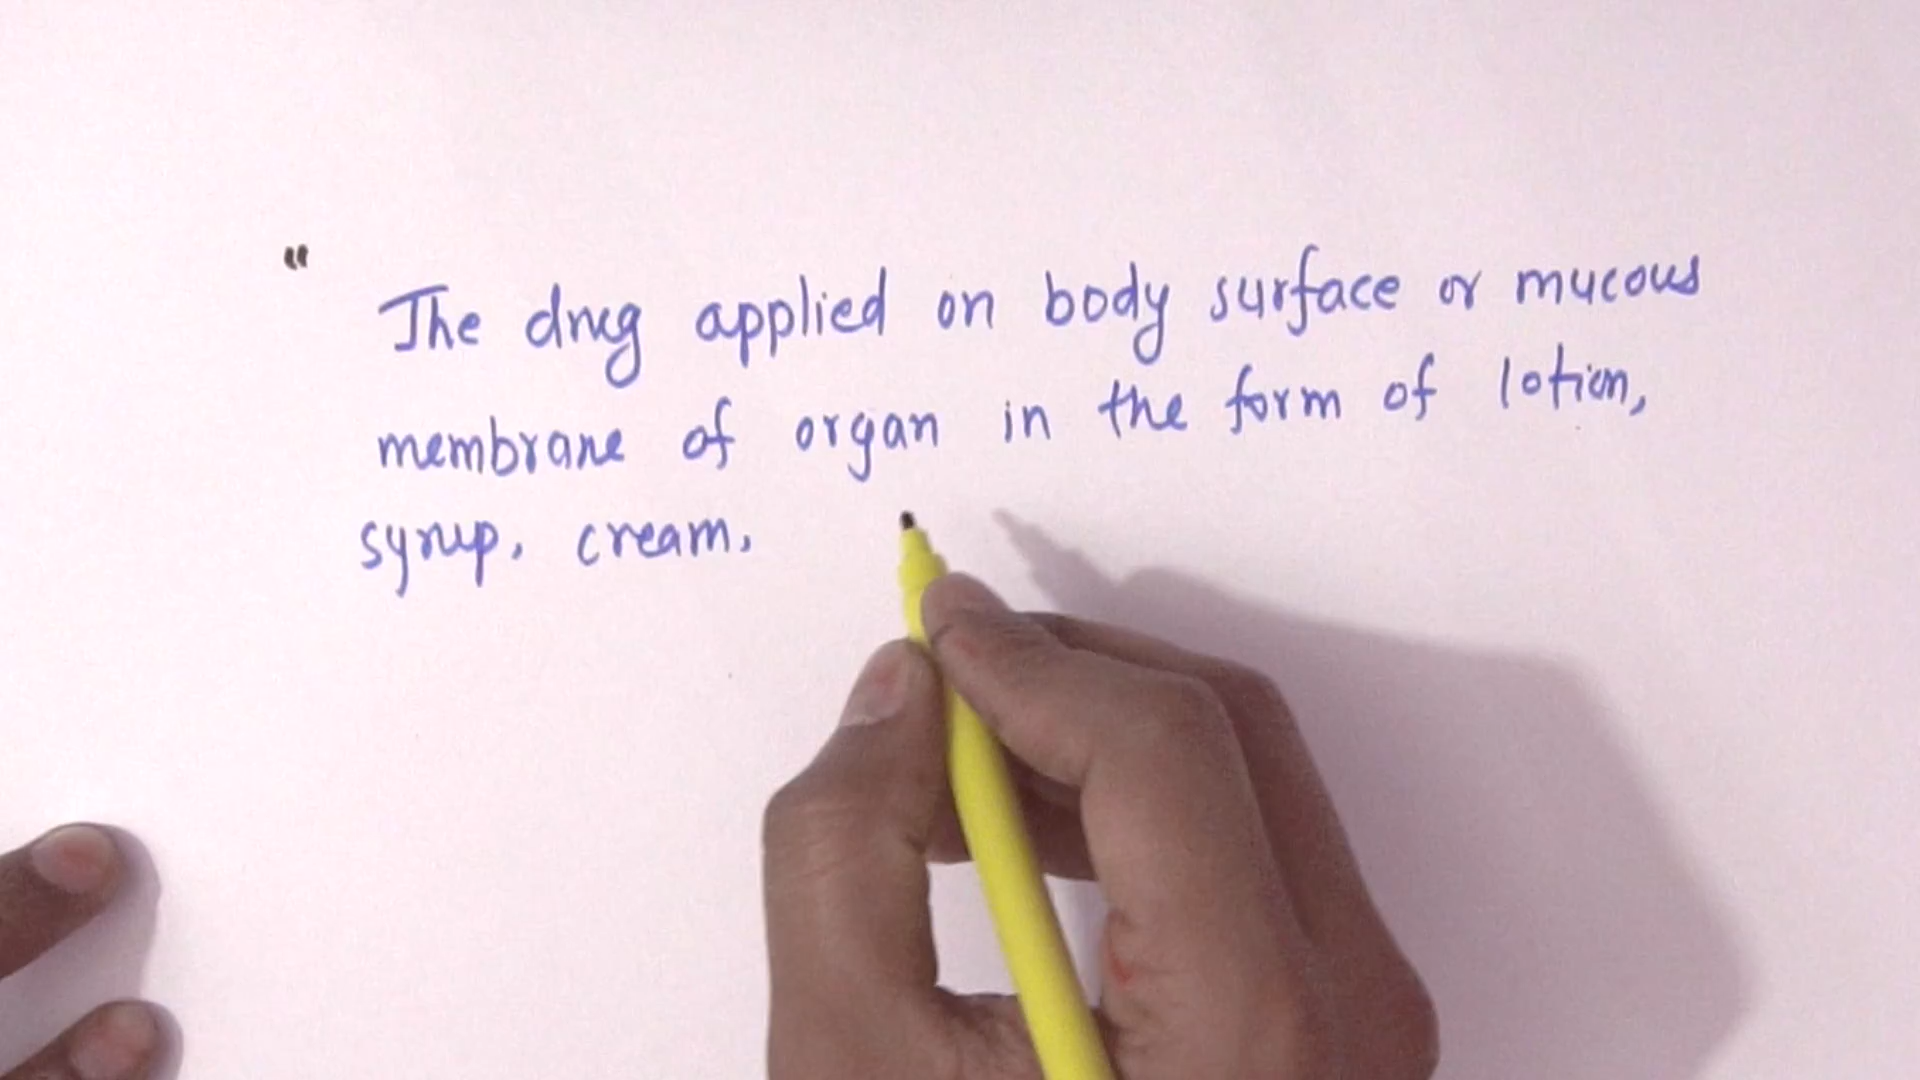 "
The drug applied on body surface or mucous
membrane of organ in the form of lotion,
syrup, cream,